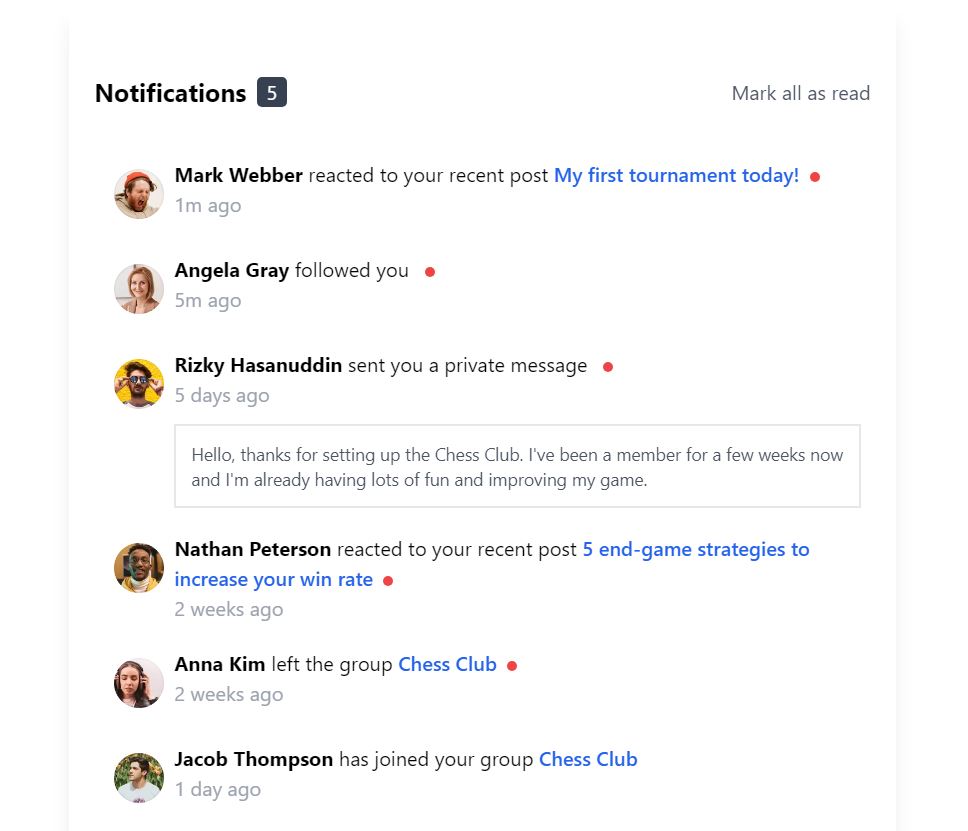 Notifications 5 Mark all as read
Mark Webber reacted to your recent post My first tournament today!
1m ago
Angela Gray followed you
5m ago
Rizky Hasanuddin sent you a private message
5 days ago
Hello, thanks for setting up the Chess Club. I've been a member for a few weeks now
and I'm already having lots of fun and improving my game.
Nathan Peterson reacted to your recent post 5 end-game strategies to
increase your win rate
2 weeks ago
Anna Kim left the group Chess Club
2 weeks ago
Jacob Thompson has joined your group Chess Club
1 day ago